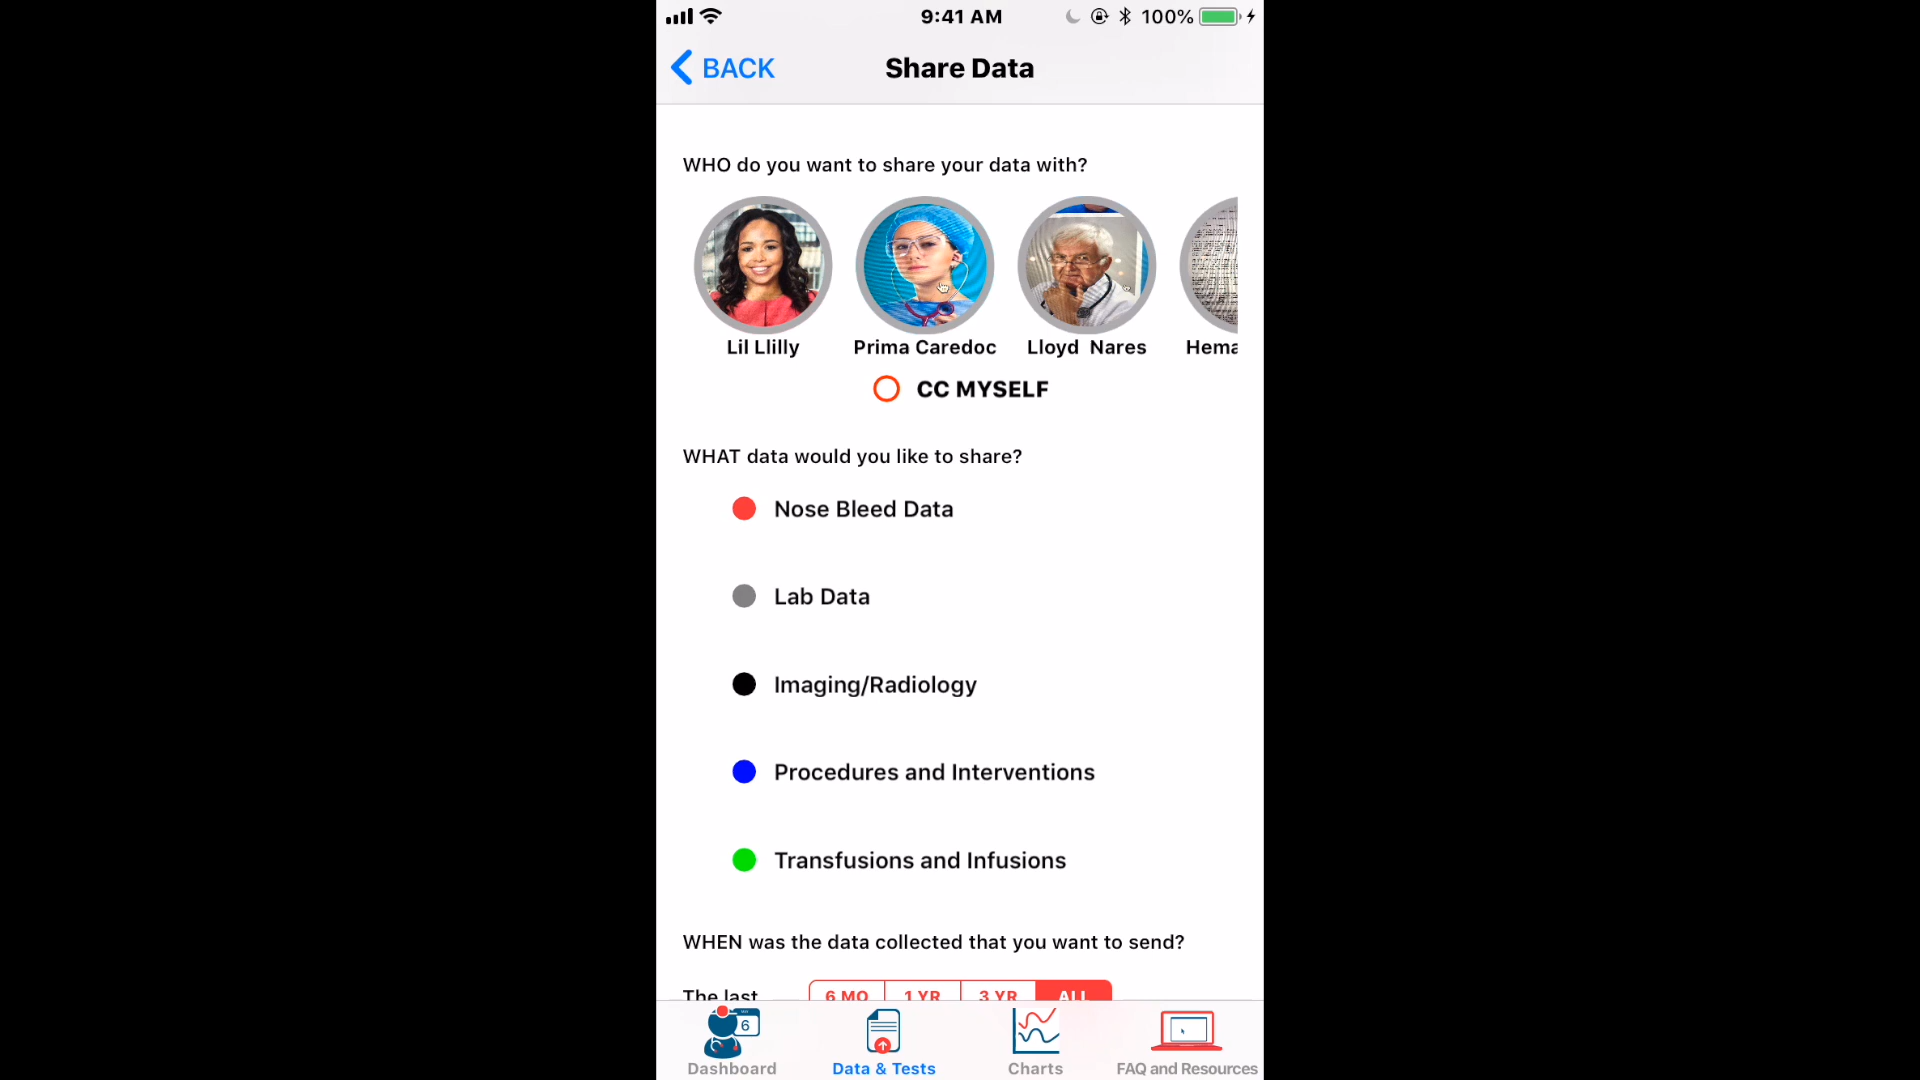 9:41 AM
100%
BACK
Share Data
WHO do you want to share your data with?
Lil Llilly
Prima Caredoc
Lloyd Nares
Hema
CC MYSELF
WHAT data would you like to share?
Nose Bleed Data
Lab Data
Imaging/Radiology
Procedures and Interventions
Transfusions and Infusions
WHEN was the data collected that you want to send?
The last
6 MO
1 YR
3 YR
ALL
6
Dashboard
Data & Tests
Charts
FAQ and Resources